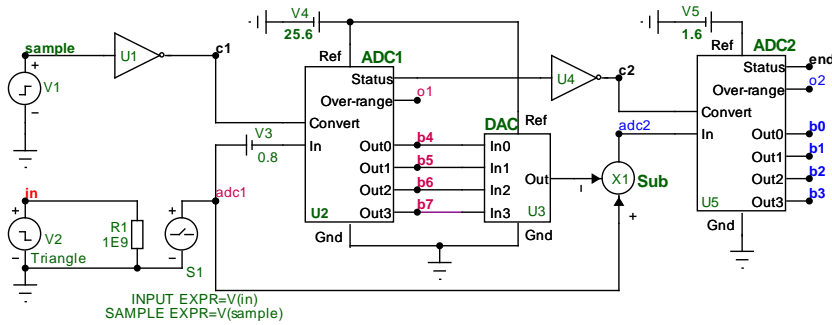 V4
25.6
V5
1.6
sample
U1
c1
Ref
ADC1
Ref
ADC2
V1
Status
Over-range
o1
U4
c2
Status
end
Over-range
o2
V3
0.8
Convert
In
DAC
Ref
adc2
Convert
In
Out0
b4
In0
Out1
b5
In1
Out2
b6
In2
Out3
b7
In3
Out
U3
X1
Sub
Out0
b0
Out1
b1
Out2
b2
Out3
b3
U5
in
adc1
U2
V2
R1
1E9
S1
Triangle
Gnd
Gnd
Gnd
INPUT EXPR=V(in)
SAMPLE EXPR=V(sample)